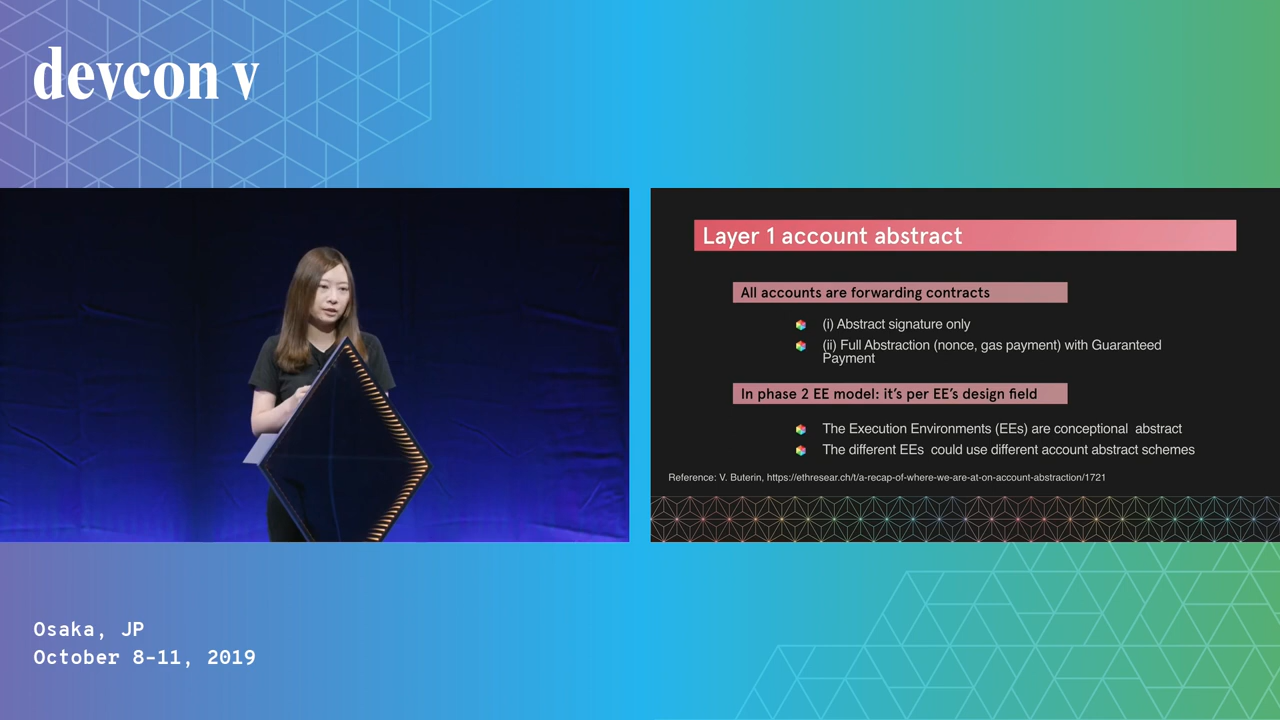 devcon v
Layer 1 account abstract
All accounts are forwarding contracts
(i) Abstract signature only
(ii) Full Abstraction (nonce, gas payment) with Guaranteed
Payment
In phase 2 EE model: it's per EE's design field
The Execution Environments (EEs) are conceptional abstract
The different EEs could use different account abstract schemes
Reference: V. Buterin, https://ethresear.ch/t/a-recap-of-where-we-are-at-on-account-abstraction/1721
Osaka, JP
October 8-11, 2019